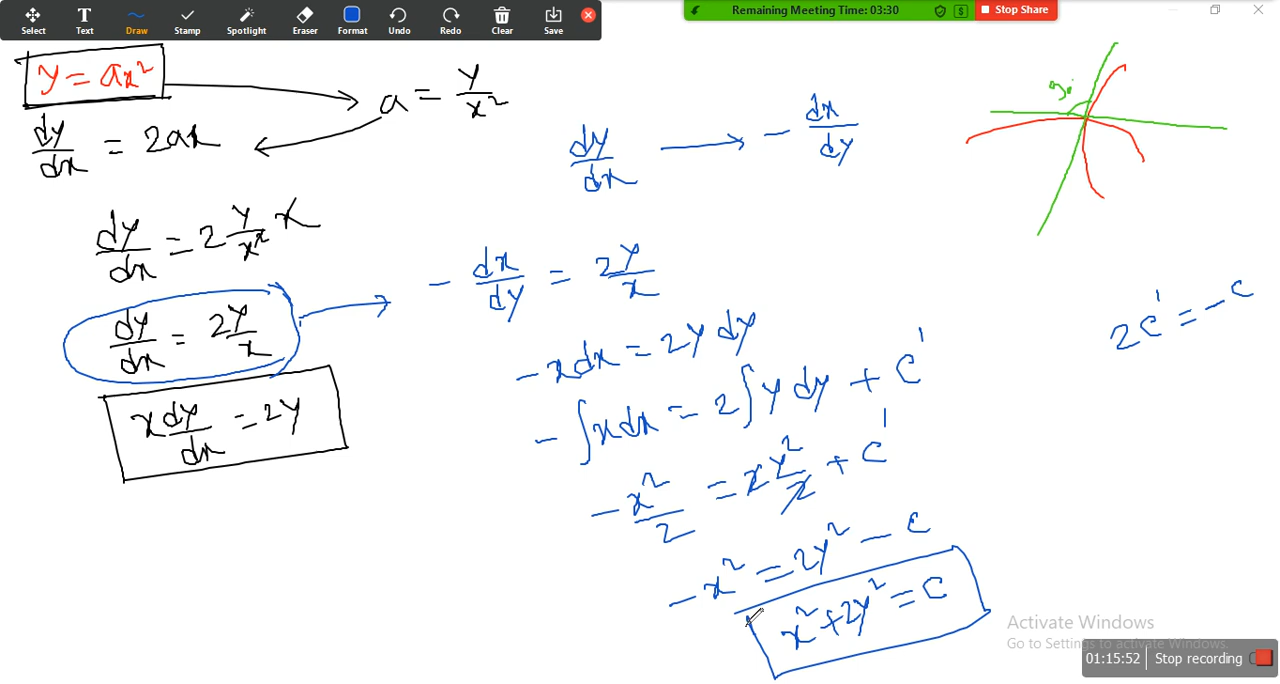 Select Text Draw Stamp Spotlight Eraser Format Undo Redo Clear Save
Remaining Meeting Time: 03:30 Stop Share
y = ax²
a = y/x²
dy/dx = 2ax
dy/dx = 2 y/x² x
dy/dx = 2y/x
x dy/dx = 2y
dy/dx → - dx/dy
- dx/dy = 2y/x
- x dx = 2y dy
- ∫x dx = 2∫y dy + c'
- x²/2 = 2 y²/2 + c'
- x² = 2y² - c
x² + 2y² = c
2c' = -c
Activate Windows
Go to Settings to activate Windows.
01:15:52 Stop recording